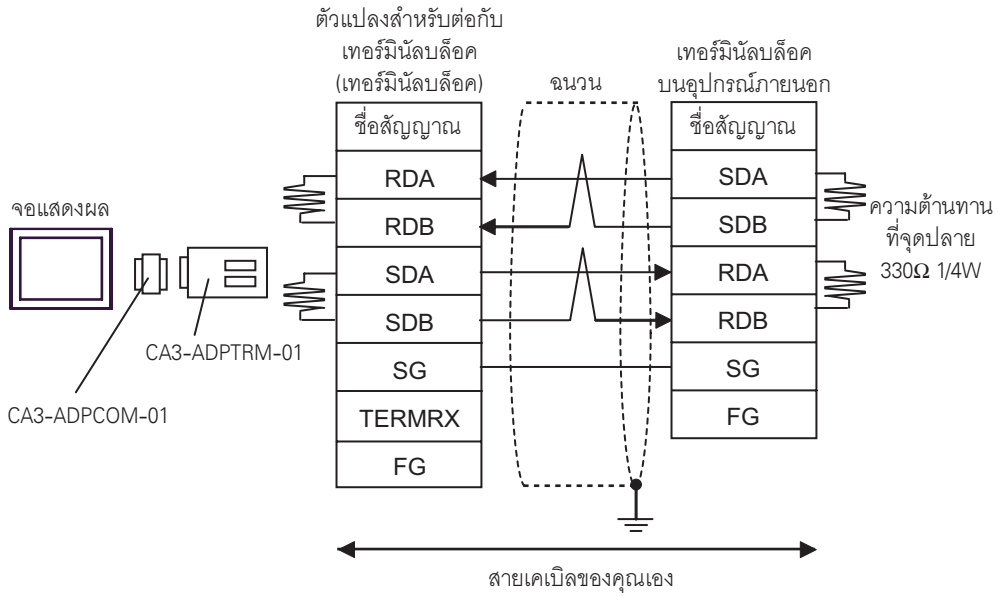 ตัวแปลงสำหรับต่อกับ
เทอร์มินัลบล็อค
(เทอร์มินัลบล็อค)
ฉนวน
เทอร์มินัลบล็อค
บนอุปกรณ์ภายนอก
ชื่อสัญญาณ
RDA
RDB
SDA
SDB
SG
TERMRX
FG
ชื่อสัญญาณ
SDA
SDB
RDA
RDB
SG
FG
ความต้านทาน
ที่จุดปลาย
330Ω 1/4W
จอแสดงผล
CA3-ADPTRM-01
CA3-ADPCOM-01
สายเคเบิลของคุณเอง